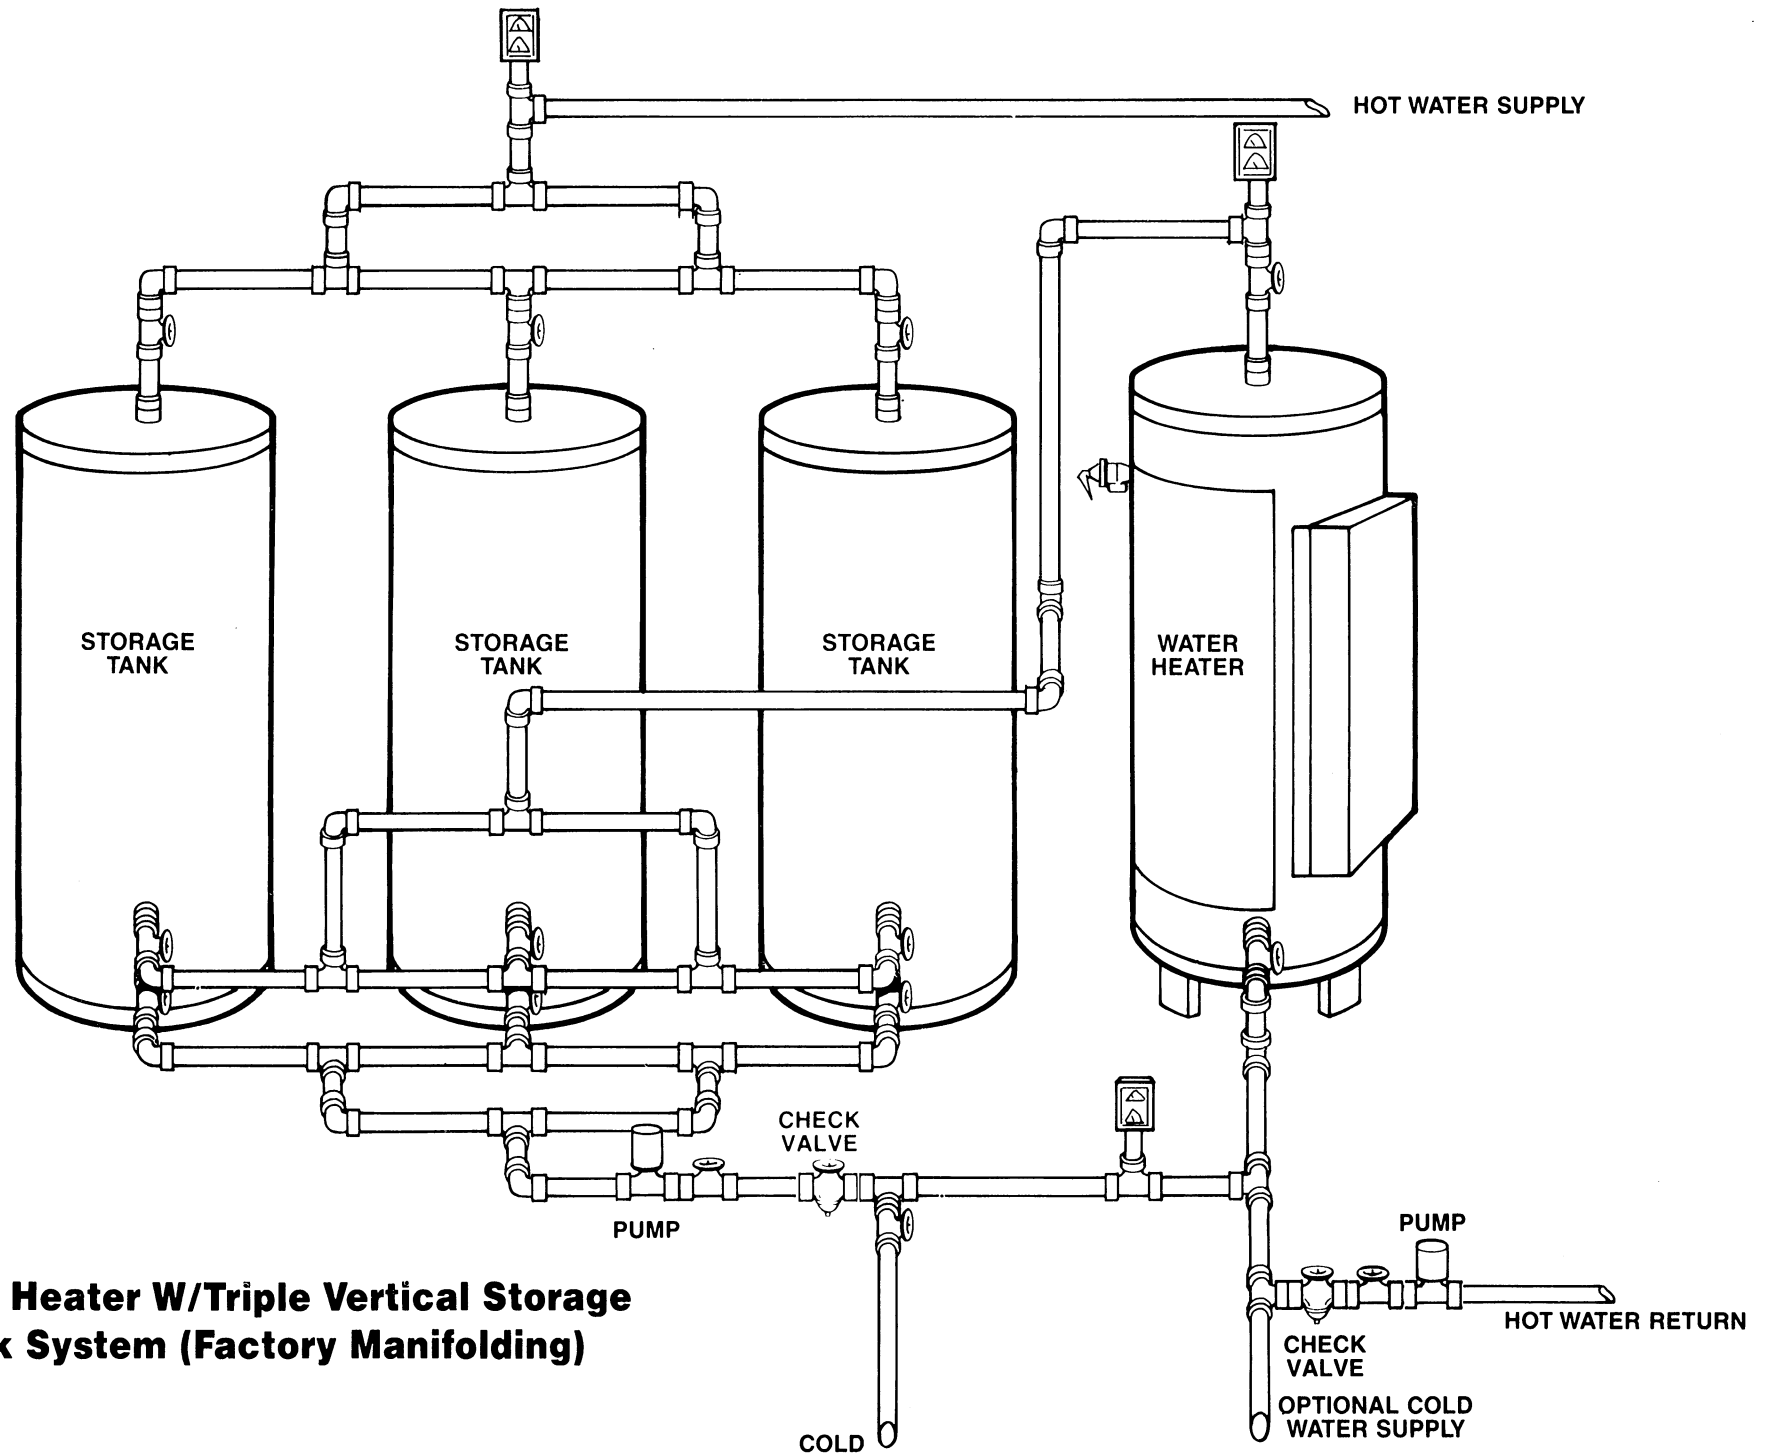 HOT WATER SUPPLY
STORAGE
TANK
STORAGE
TANK
STORAGE
TANK
WATER
HEATER
CHECK
VALVE
PUMP
PUMP
HOT WATER RETURN
CHECK
VALVE
OPTIONAL COLD
WATER SUPPLY
COLD
Heater W/Triple Vertical Storage
k System (Factory Manifolding)